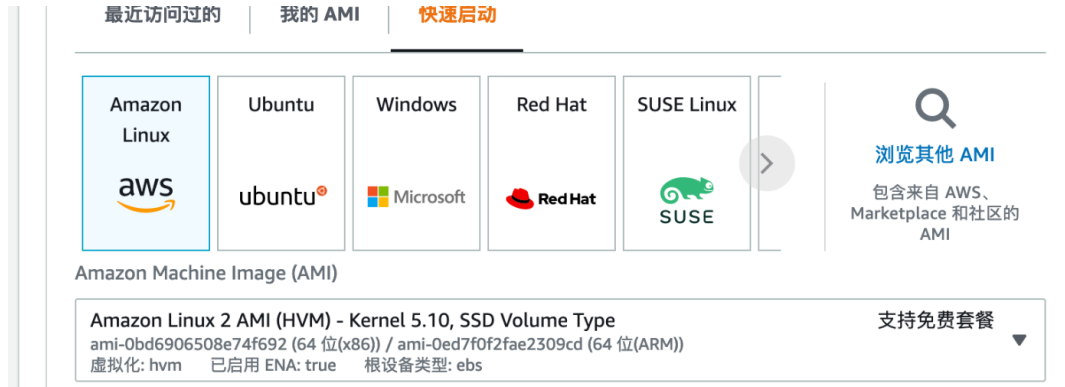 最近访问过的
我的 AMI
快速启动
Amazon
Linux
aws
Ubuntu
ubuntu
Windows
Microsoft
Red Hat
Red Hat
SUSE Linux
SUSE
浏览其他 AMI
包含来自 AWS、
Marketplace 和社区的
AMI
Amazon Machine Image (AMI)
Amazon Linux 2 AMI (HVM) - Kernel 5.10, SSD Volume Type
支持免费套餐
ami-0bd6906508e74f692 (64 位(x86)) / ami-0ed7f0f2fae2309cd (64 位(ARM))
虚拟化: hvm 已启用 ENA: true 根设备类型: ebs